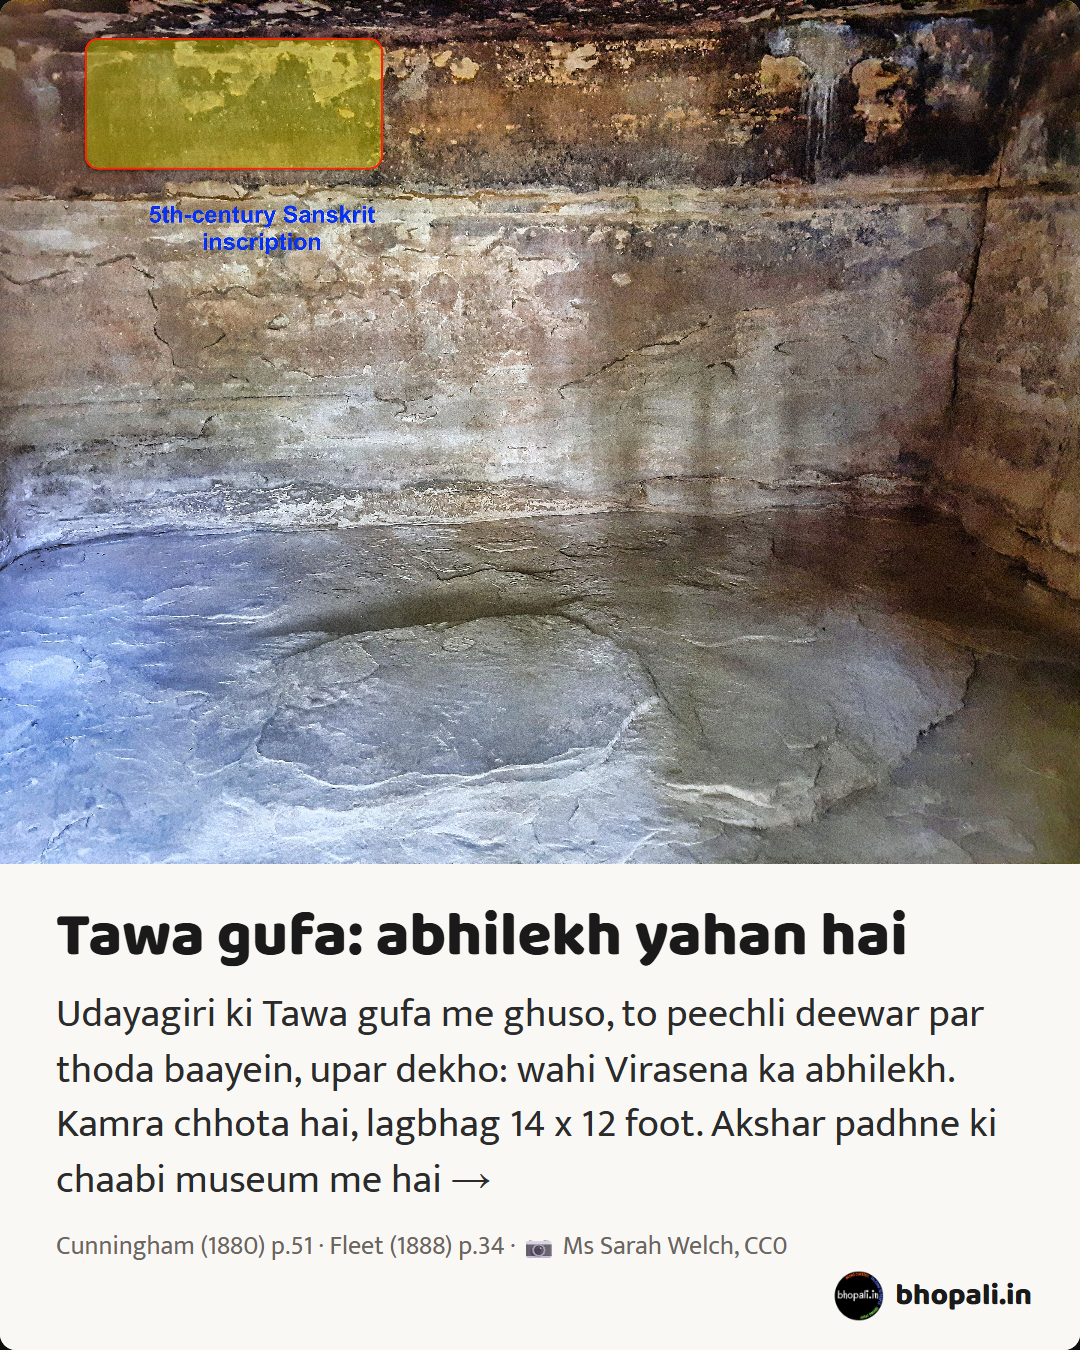 5th-century Sanskrit
inscription
Tawa gufa: abhilekh yahan hai
Udayagiri ki Tawa gufa me ghuso, to peechli deewar par
thoda baayein, upar dekho: wahi Virasena ka abhilekh.
Kamra chhota hai, lagbhag 14 x 12 foot. Akshar padhne ki
chaabi museum me hai →
Cunningham (1880) p.51 · Fleet (1888) p.34 · 📷 Ms Sarah Welch, CC0
bhopali.in
bhopali.in